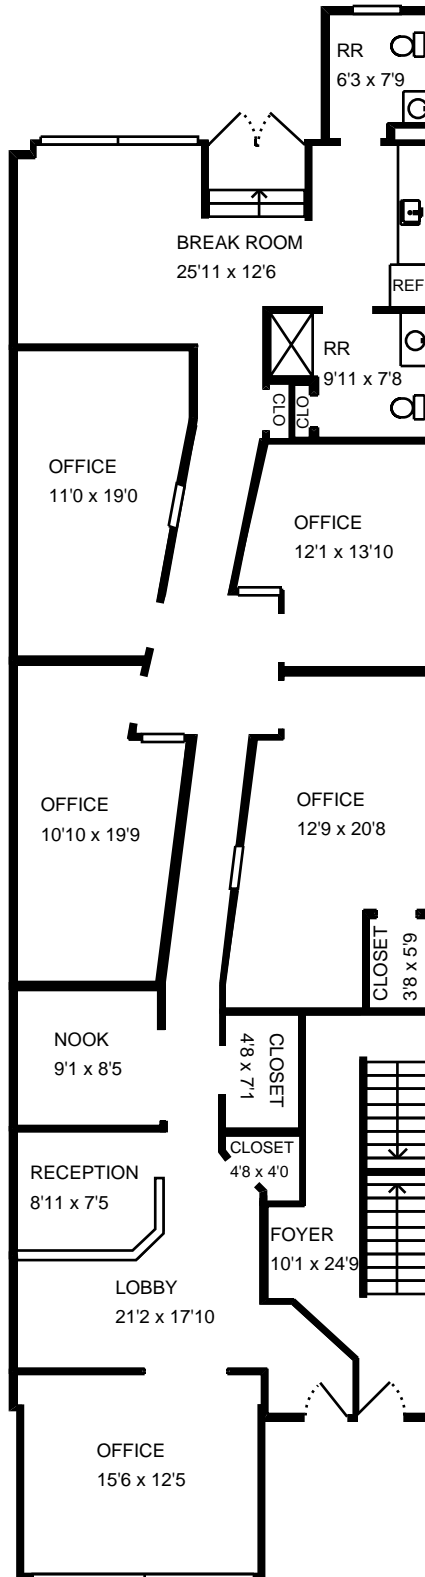 RR
6'3 x 7'9
BREAK ROOM
25'11 x 12'6
REF
RR
9'11 x 7'8
CLO
CLO
OFFICE
11'0 x 19'0
OFFICE
12'1 x 13'10
OFFICE
10'10 x 19'9
OFFICE
12'9 x 20'8
CLOSET
3'8 x 5'9
NOOK
9'1 x 8'5
CLOSET
4'8 x 7'1
CLOSET
4'8 x 4'0
RECEPTION
8'11 x 7'5
FOYER
10'1 x 24'9
LOBBY
21'2 x 17'10
OFFICE
15'6 x 12'5